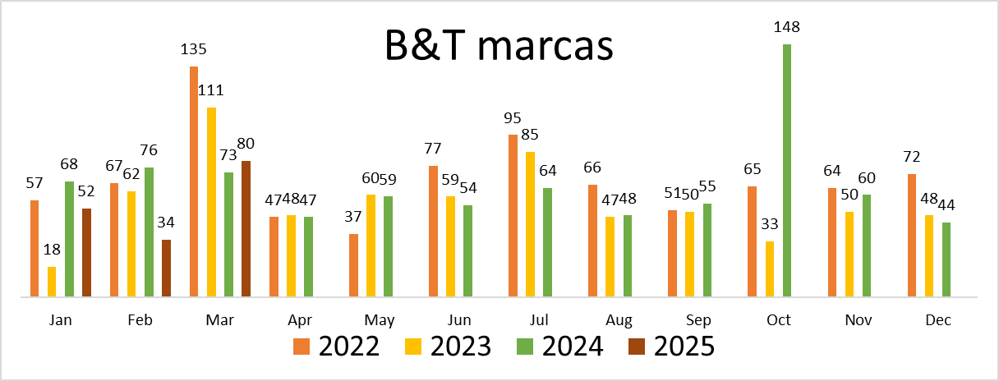 B&T marcas
57 18 68 52
67 62 76 34
135 111 73 80
47 48 47
37 60 59
77 59 54
95 85 64
66 47 48
51 50 55
65 33 148
64 50 60
72 48 44
Jan Feb Mar Apr May Jun Jul Aug Sep Oct Nov Dec
2022 2023 2024 2025